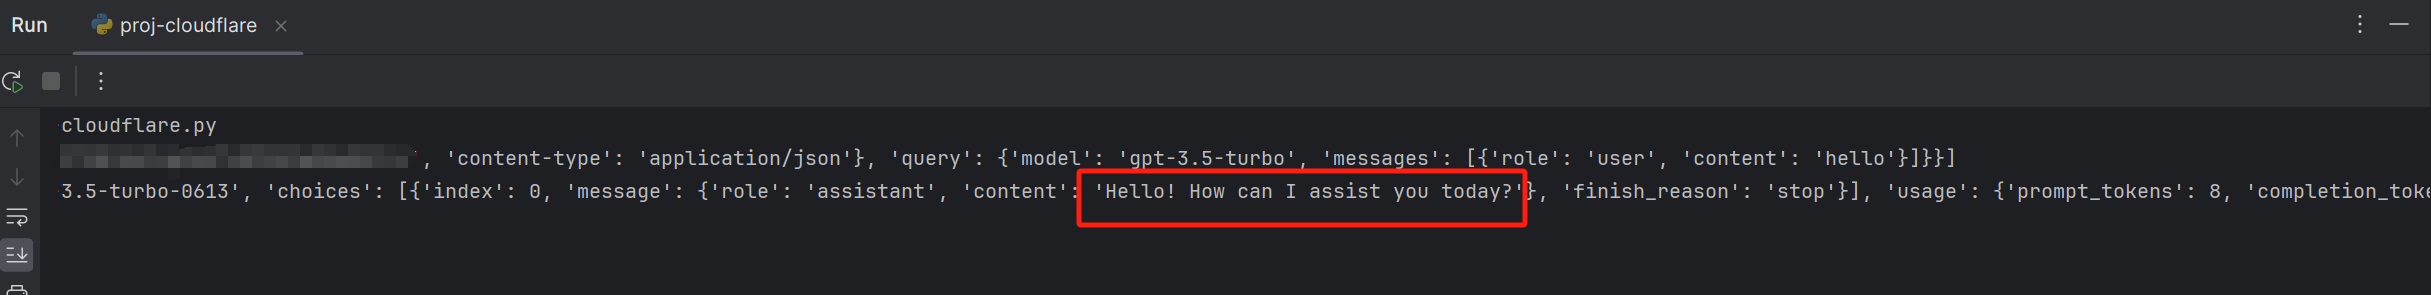 Run proj-cloudflare
cloudflare.py
, 'content-type': 'application/json'}, 'query': {'model': 'gpt-3.5-turbo', 'messages': [{'role': 'user', 'content': 'hello'}]}}]
3.5-turbo-0613', 'choices': [{'index': 0, 'message': {'role': 'assistant', 'content': 'Hello! How can I assist you today?'}, 'finish_reason': 'stop'}], 'usage': {'prompt_tokens': 8, 'completion_toke